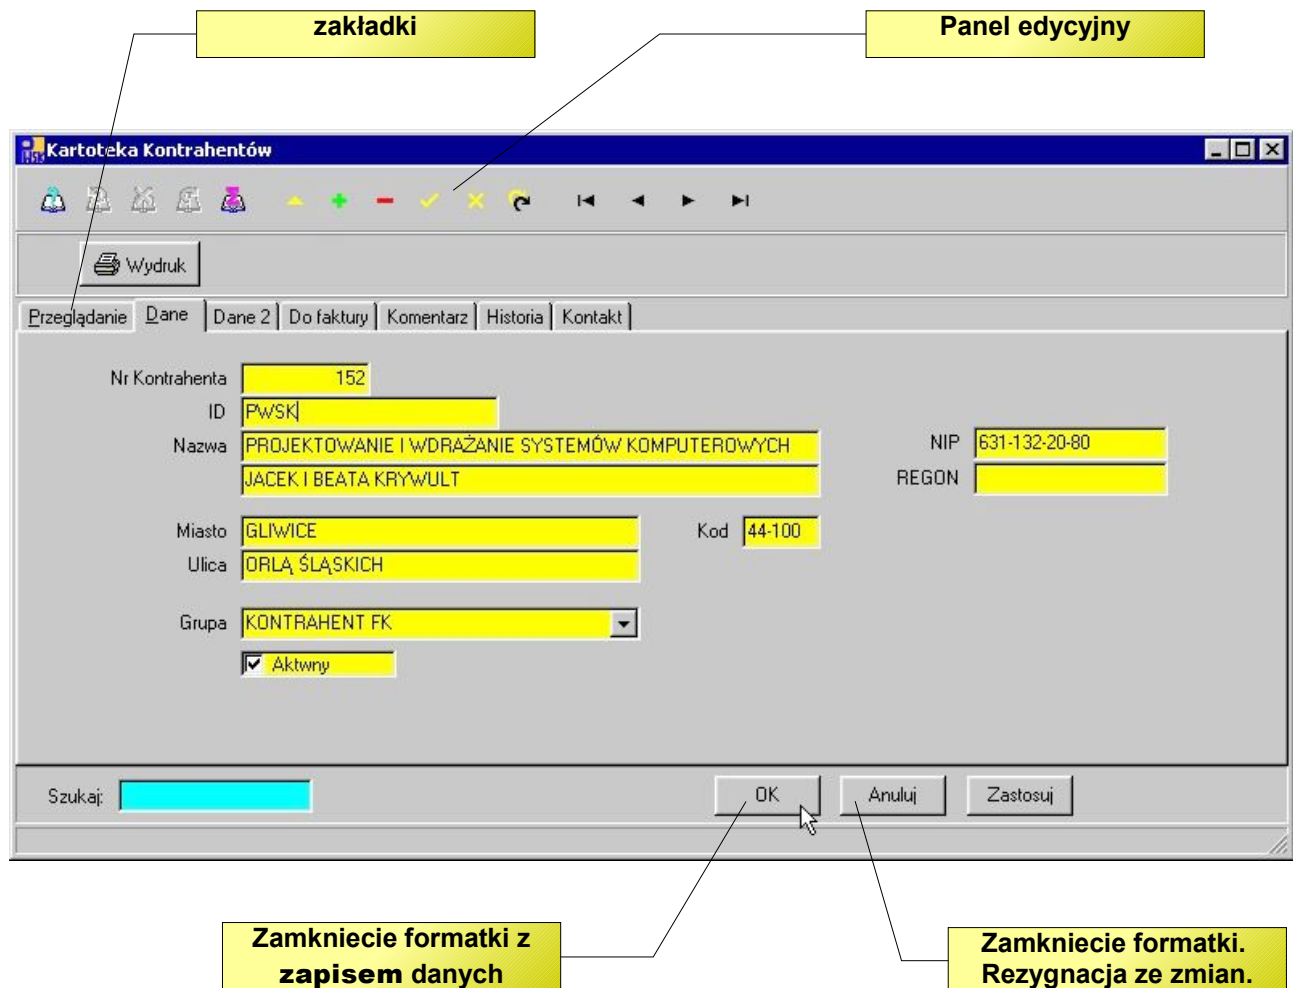 zakładki
Panel edycyjny
Kartoteka Kontrahentów
Wydruk
Przeglądanie Dane Dane 2 Do faktury Komentarz Historia Kontakt
Nr Kontrahenta 152
ID PWSK
Nazwa PROJEKTOWANIE I WDRAŻANIE SYSTEMÓW KOMPUTEROWYCH NIP 631-132-20-80
JACEK I BEATA KRYWULT REGON
Miasto GLIWICE Kod 44-100
Ulica ORLĄ ŚLĄSKICH
Grupa KONTRAHENT FK
Aktwny
Szukaj: OK Anuluj Zastosuj
Zamkniecie formatki z
zapisem danych
Zamkniecie formatki.
Rezygnacja ze zmian.